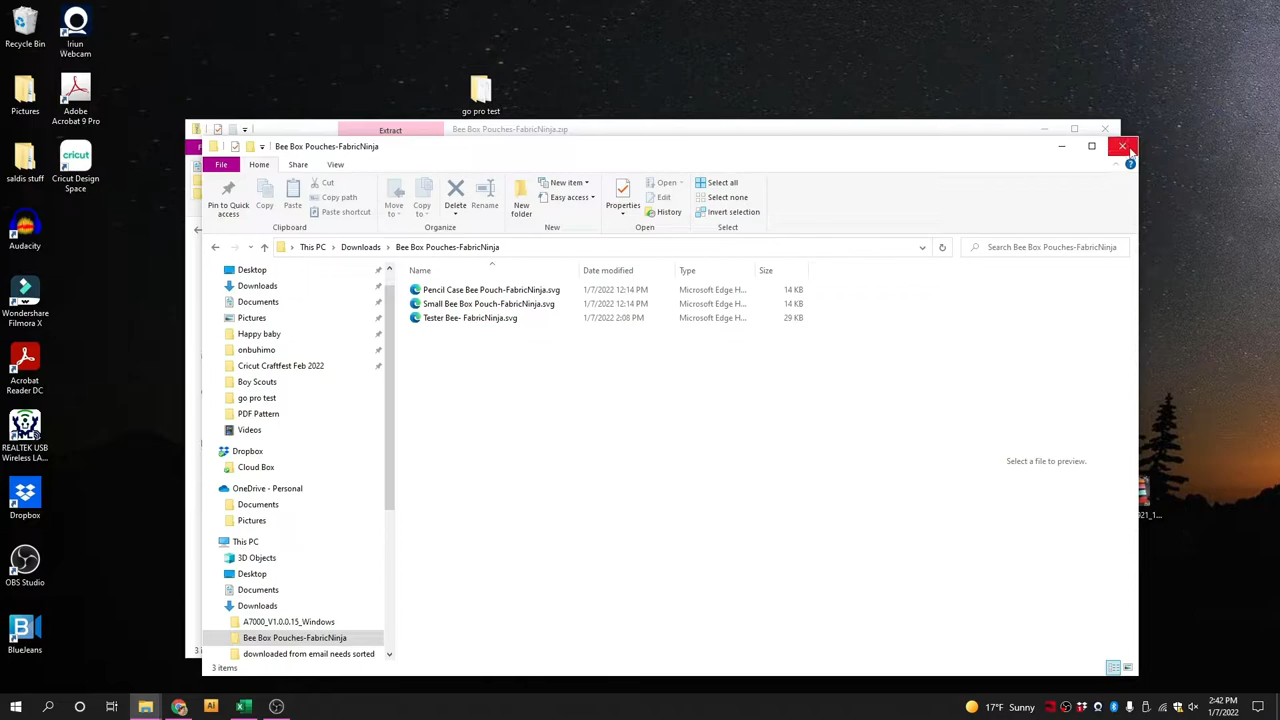 Recycle Bin
Iriun
Webcam
Pictures
Adobe
Acrobat 9 Pro
saldis stuff
cricut
Cricut Design
Space
Audacity
Wondershare
Filmora X
Acrobat
Reader DC
REALTEK USB
Wireless LA...
Dropbox
OBS Studio
BlueJeans
go pro test
Extract
Bee Box Pouches-FabricNinja.zip
Bee Box Pouches-FabricNinja
File
Home
Share
View
Pin to Quick
access
Copy
Paste
Cut
Copy path
Paste shortcut
Clipboard
Move
to
Copy
to
Delete
Rename
Organize
New
folder
New item
Easy access
New
Properties
Open
Edit
History
Open
Select all
Select none
Invert selection
Select
This PC
Downloads
Bee Box Pouches-FabricNinja
Search Bee Box Pouches-FabricNinja
Name
Date modified
Type
Size
Pencil Case Bee Pouch-FabricNinja.svg 1/7/2022 12:14 PM Microsoft Edge H... 14 KB
Small Bee Box Pouch-FabricNinja.svg 1/7/2022 12:14 PM Microsoft Edge H... 14 KB
Tester Bee- FabricNinja.svg 1/7/2022 2:08 PM Microsoft Edge H... 29 KB
Desktop
Downloads
Documents
Pictures
Happy baby
onbuhimo
Cricut Craftfest Feb 2022
Boy Scouts
go pro test
PDF Pattern
Videos
Dropbox
Cloud Box
OneDrive - Personal
Documents
Pictures
This PC
3D Objects
Desktop
Documents
Downloads
A7000_V1.0.0.15_Windows
Bee Box Pouches-FabricNinja
downloaded from email needs sorted
Select a file to preview.
3 items
921_1...
Ai
17°F Sunny
2:42 PM
1/7/2022